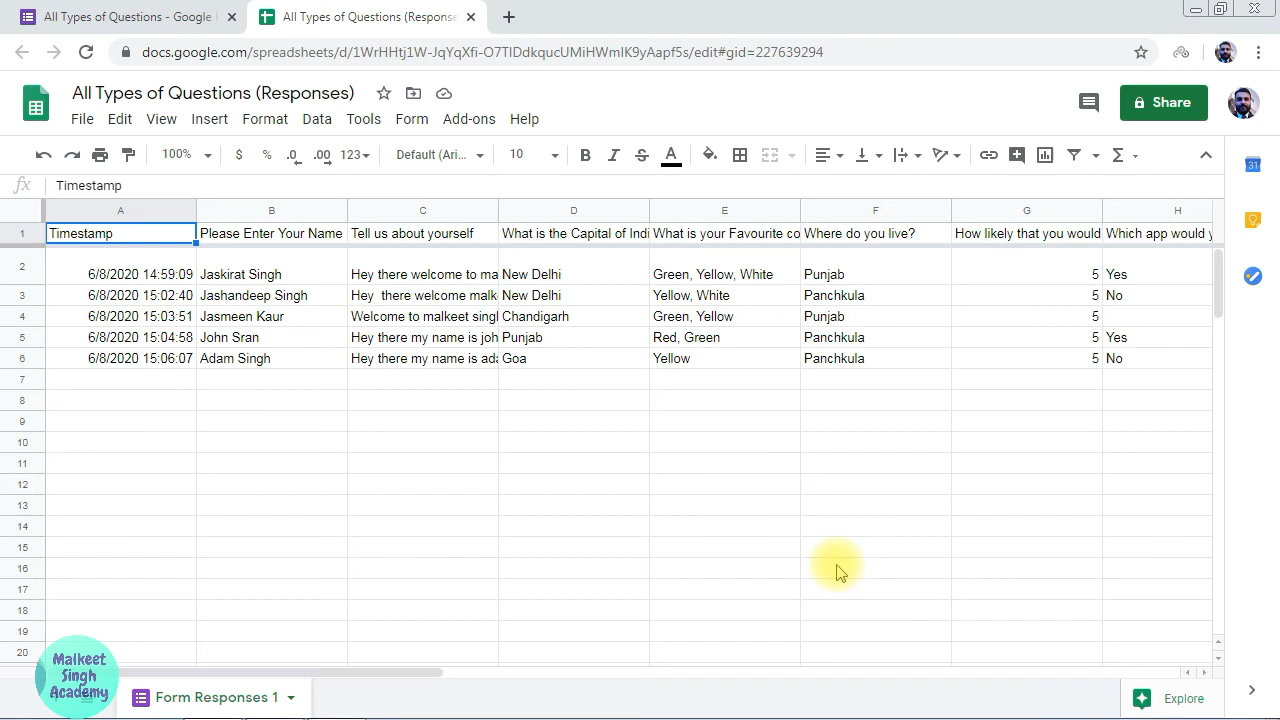 All Types of Questions - Google F
All Types of Questions (Response
docs.google.com/spreadsheets/d/1WrHHtj1W-JqYqXfi-O7TlDdkqucUMiHWmIK9yAapf5s/edit#gid=227639294
All Types of Questions (Responses)
File Edit View Insert Format Data Tools Form Add-ons Help
Share
100% $ % .0 .00 123 Default (Ari... 10 B I S A
31
fx Timestamp
A B C D E F G H
1 Timestamp Please Enter Your Name Tell us about yourself What is the Capital of Indi What is your Favourite co Where do you live? How likely that you would Which app would y
2 6/8/2020 14:59:09 Jaskirat Singh Hey there welcome to ma New Delhi Green, Yellow, White Punjab 5 Yes
3 6/8/2020 15:02:40 Jashandeep Singh Hey there welcome malk New Delhi Yellow, White Panchkula 5 No
4 6/8/2020 15:03:51 Jasmeen Kaur Welcome to malkeet singl Chandigarh Green, Yellow Punjab 5
5 6/8/2020 15:04:58 John Sran Hey there my name is joh Punjab Red, Green Panchkula 5 Yes
6 6/8/2020 15:06:07 Adam Singh Hey there my name is ada Goa Yellow Panchkula 5 No
7
8
9
10
11
12
13
14
15
16
17
18
19
20
Malkeet
Singh
Academy
Form Responses 1
Explore